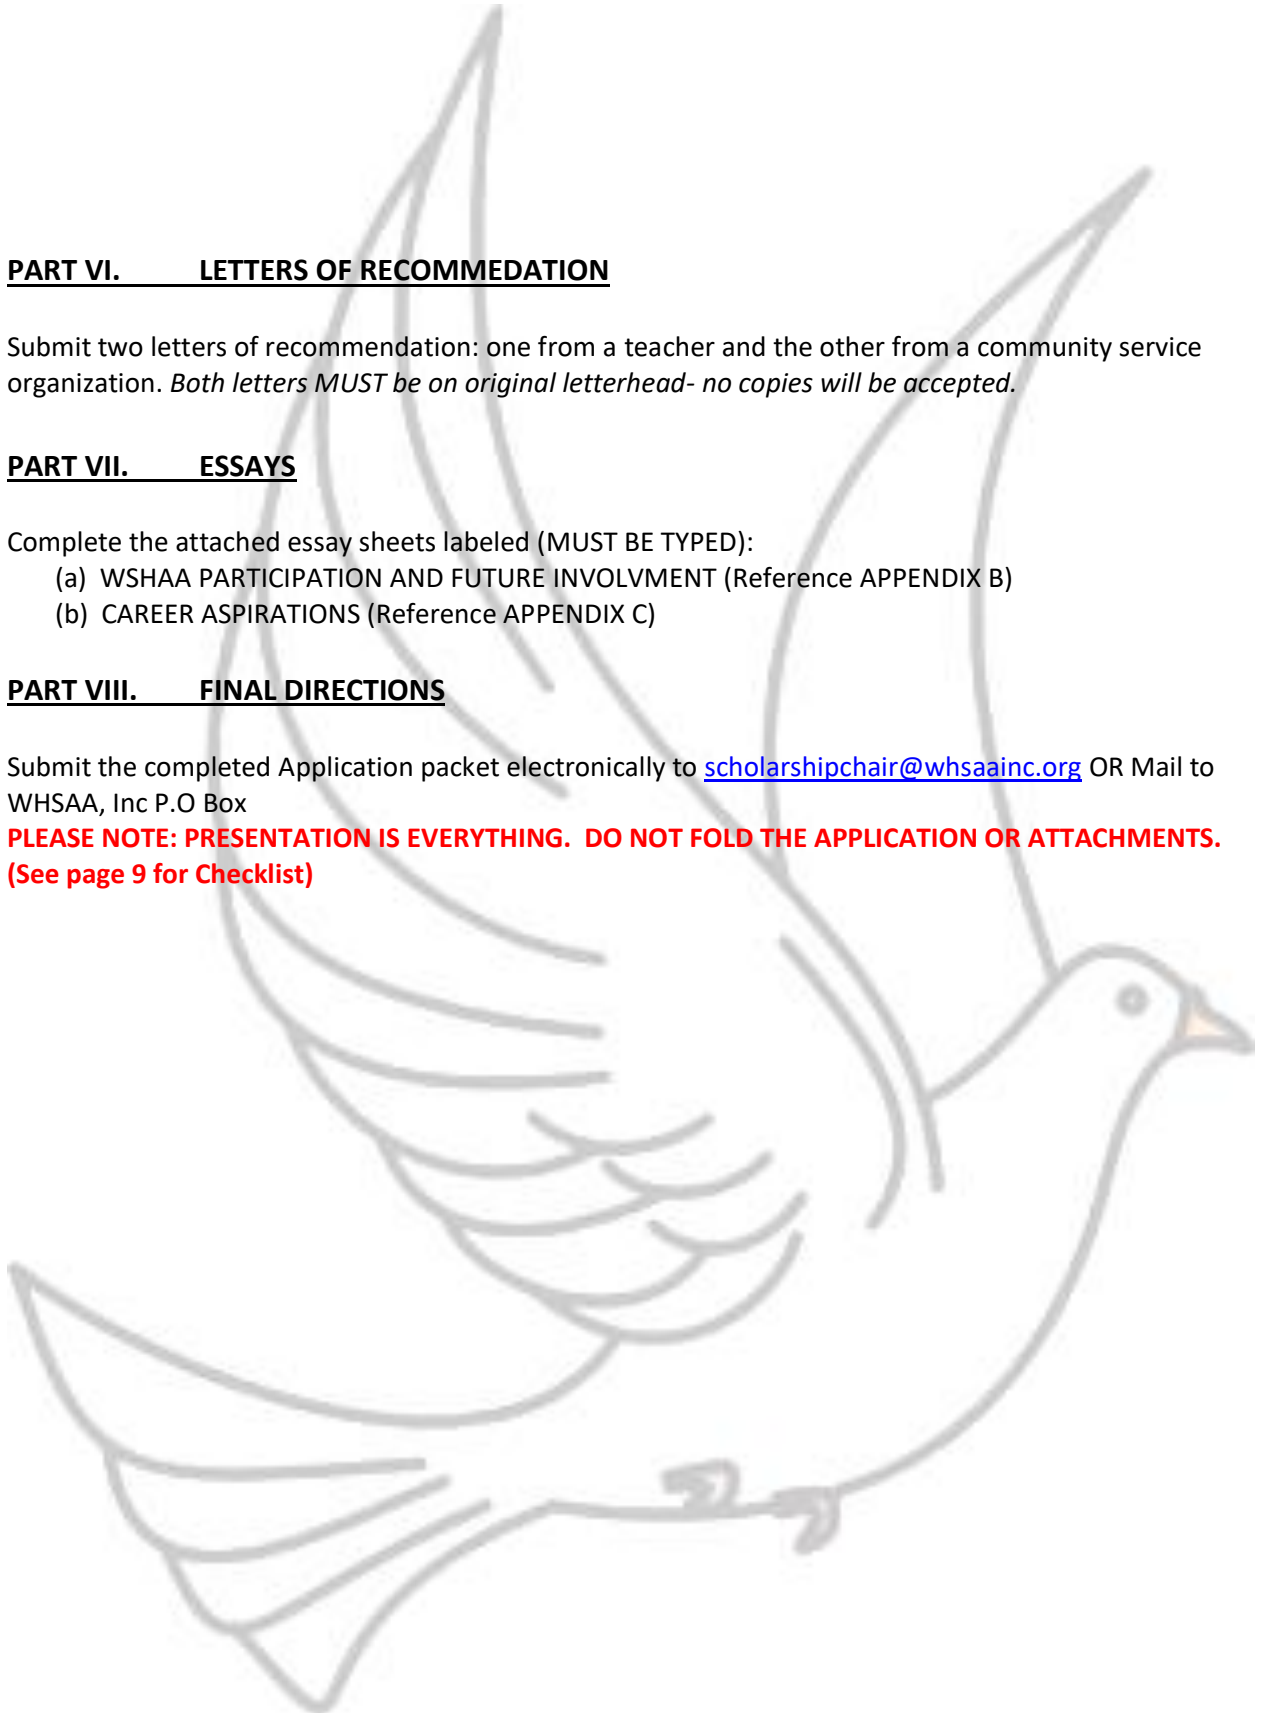 PART VI. LETTERS OF RECOMMEDATION
Submit two letters of recommendation: one from a teacher and the other from a community service
organization. Both letters MUST be on original letterhead- no copies will be accepted.
PART VII. ESSAYS
Complete the attached essay sheets labeled (MUST BE TYPED):
(a) WSHAA PARTICIPATION AND FUTURE INVOLVMENT (Reference APPENDIX B)
(b) CAREER ASPIRATIONS (Reference APPENDIX C)
PART VIII. FINAL DIRECTIONS
Submit the completed Application packet electronically to scholarshipchair@whsaainc.org OR Mail to
WHSAA, Inc P.O Box
PLEASE NOTE: PRESENTATION IS EVERYTHING. DO NOT FOLD THE APPLICATION OR ATTACHMENTS.
(See page 9 for Checklist)